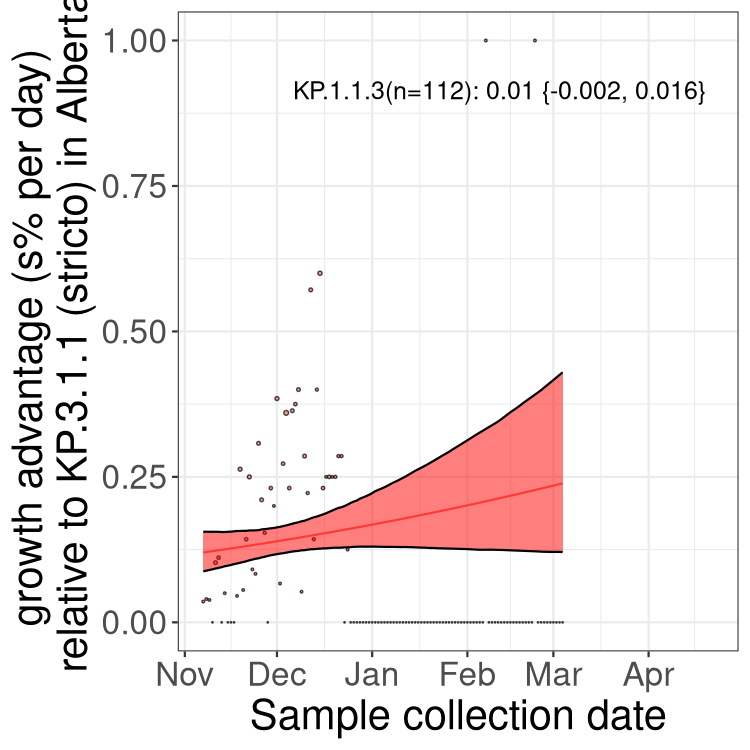 growth advantage (s% per day)
relative to KP.3.1.1 (stricto) in Alberta
1.00
0.75
0.50
0.25
0.00
KP.1.1.3(n=112): 0.01 {-0.002, 0.016}
Nov Dec Jan Feb Mar Apr
Sample collection date